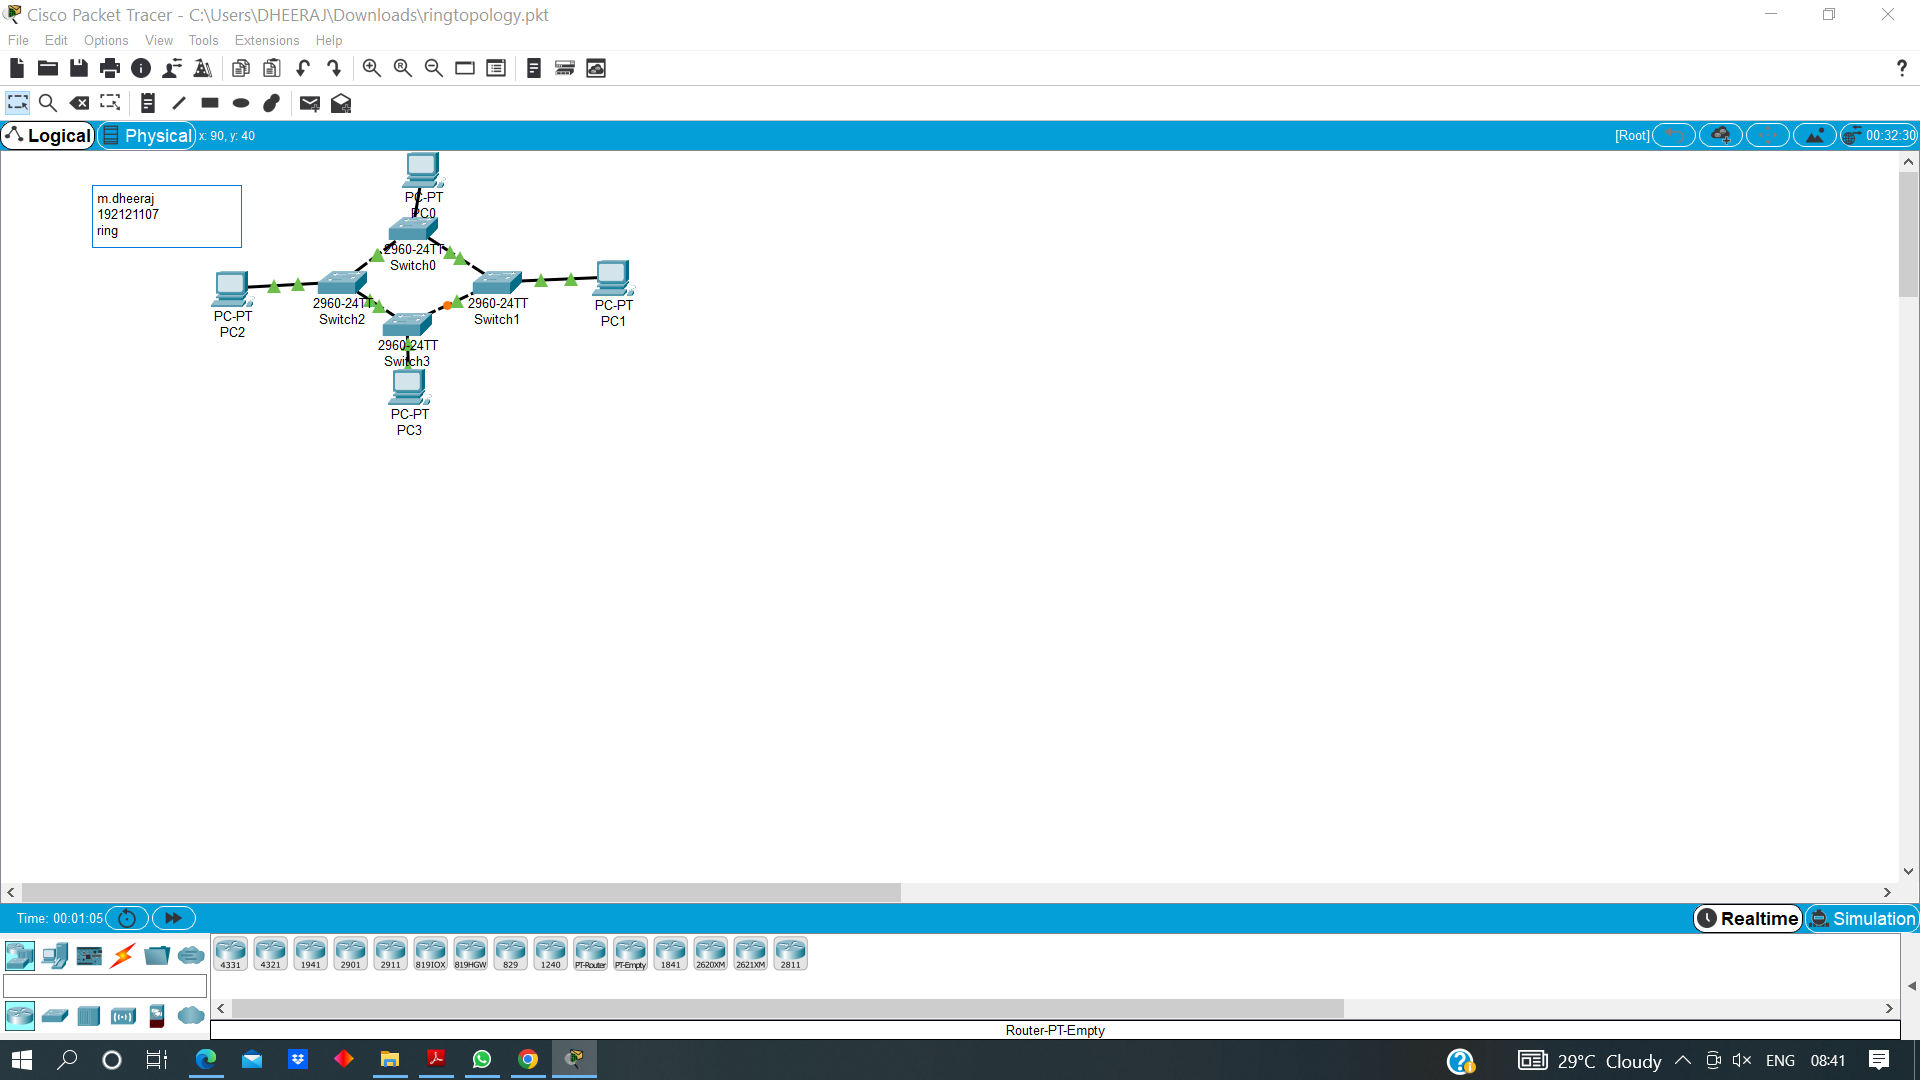 Cisco Packet Tracer - C:\Users\DHEERAJ\Downloads\ringtopology.pkt
File Edit Options View Tools Extensions Help
?
Logical Physical x: 90, y: 40 [Root] 00:32:30
m.dheeraj
192121107
ring
PC-PT
PC0
2960-24TT
Switch0
PC-PT
PC2
2960-24TT
Switch2
2960-24TT
Switch1
PC-PT
PC1
2960-24TT
Switch3
PC-PT
PC3
Time: 00:01:05 Realtime Simulation
4331 4321 1941 2901 2911 819IOX 819HGW 829 1240 PT-Router PT-Empty 1841 2620XM 2621XM 2811
Router-PT-Empty
29°C Cloudy ENG 08:41